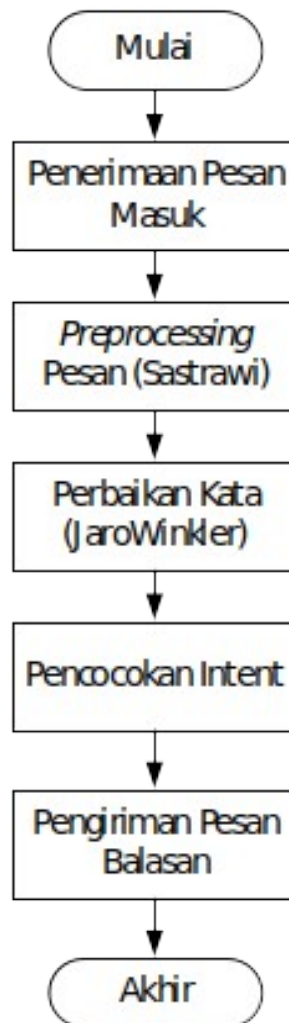 Mulai
Penerimaan Pesan
Masuk
Preprocessing
Pesan (Sastrawi)
Perbaikan Kata
(JaroWinkler)
Pencocokan Intent
Pengiriman Pesan
Balasan
Akhir